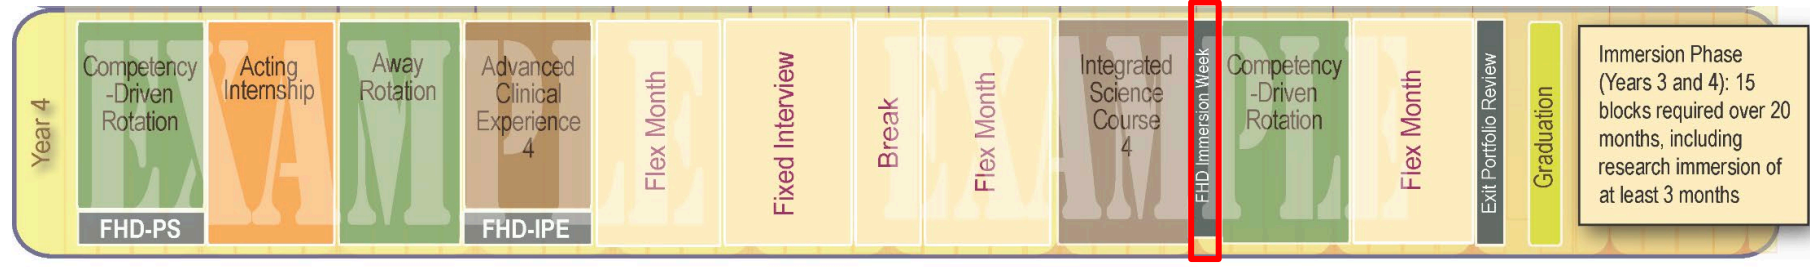 Year 4
Competency
-Driven
Rotation
FHD-PS
Acting
Internship
Away
Rotation
Advanced
Clinical
Experience
4
FHD-IPE
Flex Month
Fixed Interview
Break
Flex Month
Integrated
Science
Course
4
FHD Immersion Week
Competency
-Driven
Rotation
Flex Month
Exit Portfolio Review
Graduation
Immersion Phase
(Years 3 and 4): 15
blocks required over 20
months, including
research immersion of
at least 3 months
EXAMPLE
EXAMPLE